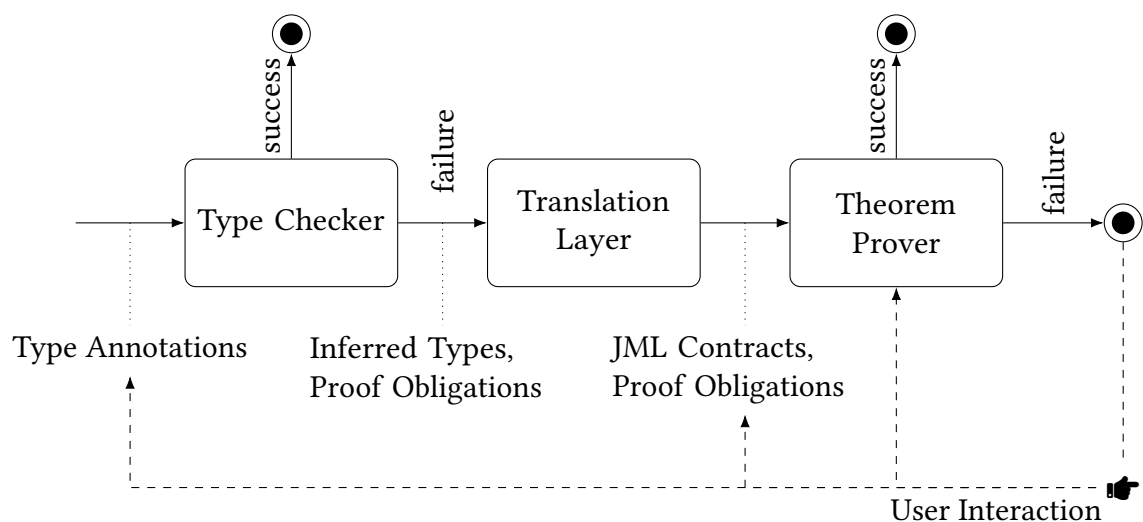 success
success
failure
failure
Type Checker
Translation
Layer
Theorem
Prover
Type Annotations
Inferred Types,
Proof Obligations
JML Contracts,
Proof Obligations
User Interaction